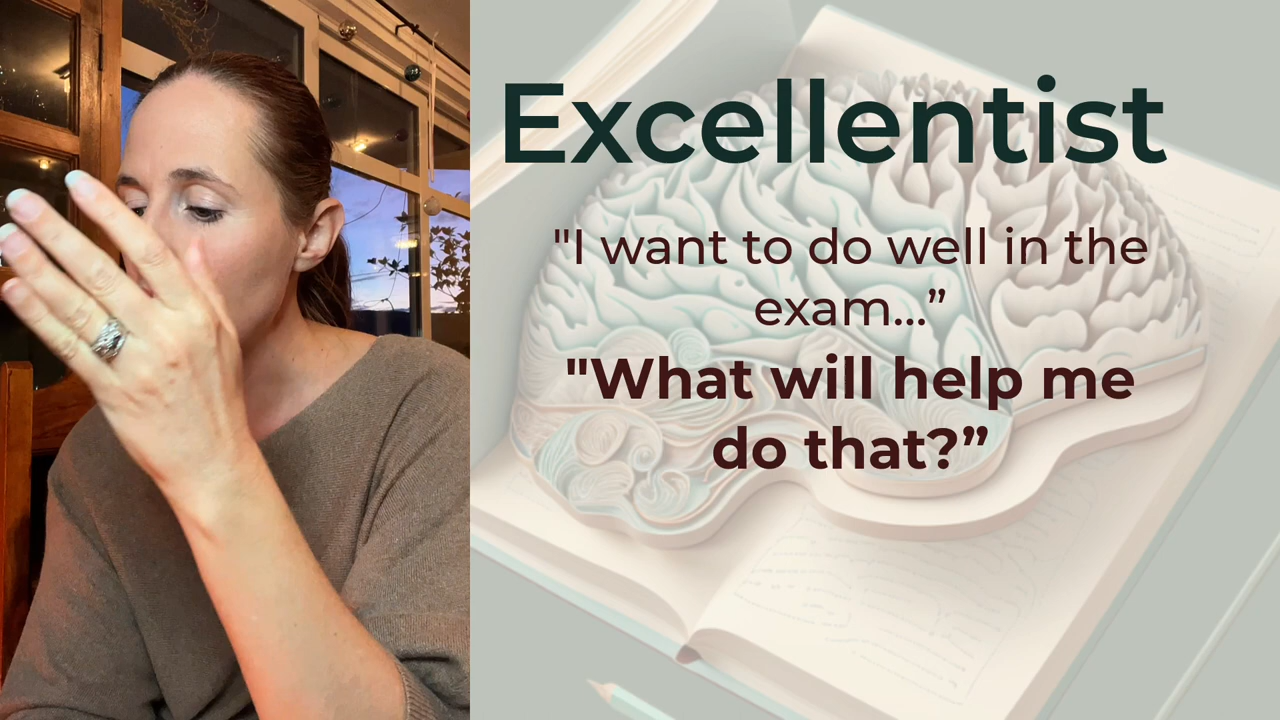 Excellentist
"I want to do well in the
exam...”
"What will help me
do that?”